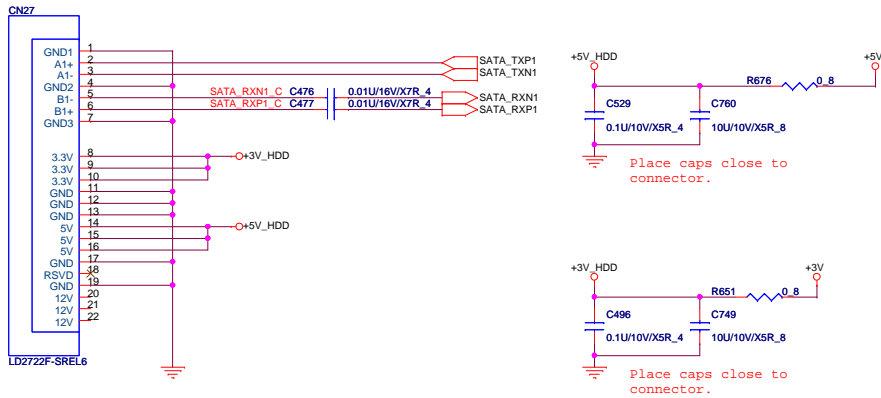 CN27
GND1 1
A1+ 2 SATA_TXP1
A1- 3 SATA_TXN1
GND2 4
B1- 5 SATA_RXN1_C C476 0.01U/16V/X7R_4 SATA_RXN1
B1+ 6 SATA_RXP1_C C477 0.01U/16V/X7R_4 SATA_RXP1
GND3 7
3.3V 8 +3V_HDD
3.3V 9
3.3V 10
GND 11
GND 12
GND 13
5V 14 +5V_HDD
5V 15
5V 16
GND 17
RSVD 18
GND 19
12V 20
12V 21
12V 22
LD2722F-SREL6
+5V_HDD +5V
R676 0_8
C529 C760
0.1U/10V/X5R_4 10U/10V/X5R_8
Place caps close to
connector.
+3V_HDD +3V
R651 0_8
C496 C749
0.1U/10V/X5R_4 10U/10V/X5R_8
Place caps close to
connector.